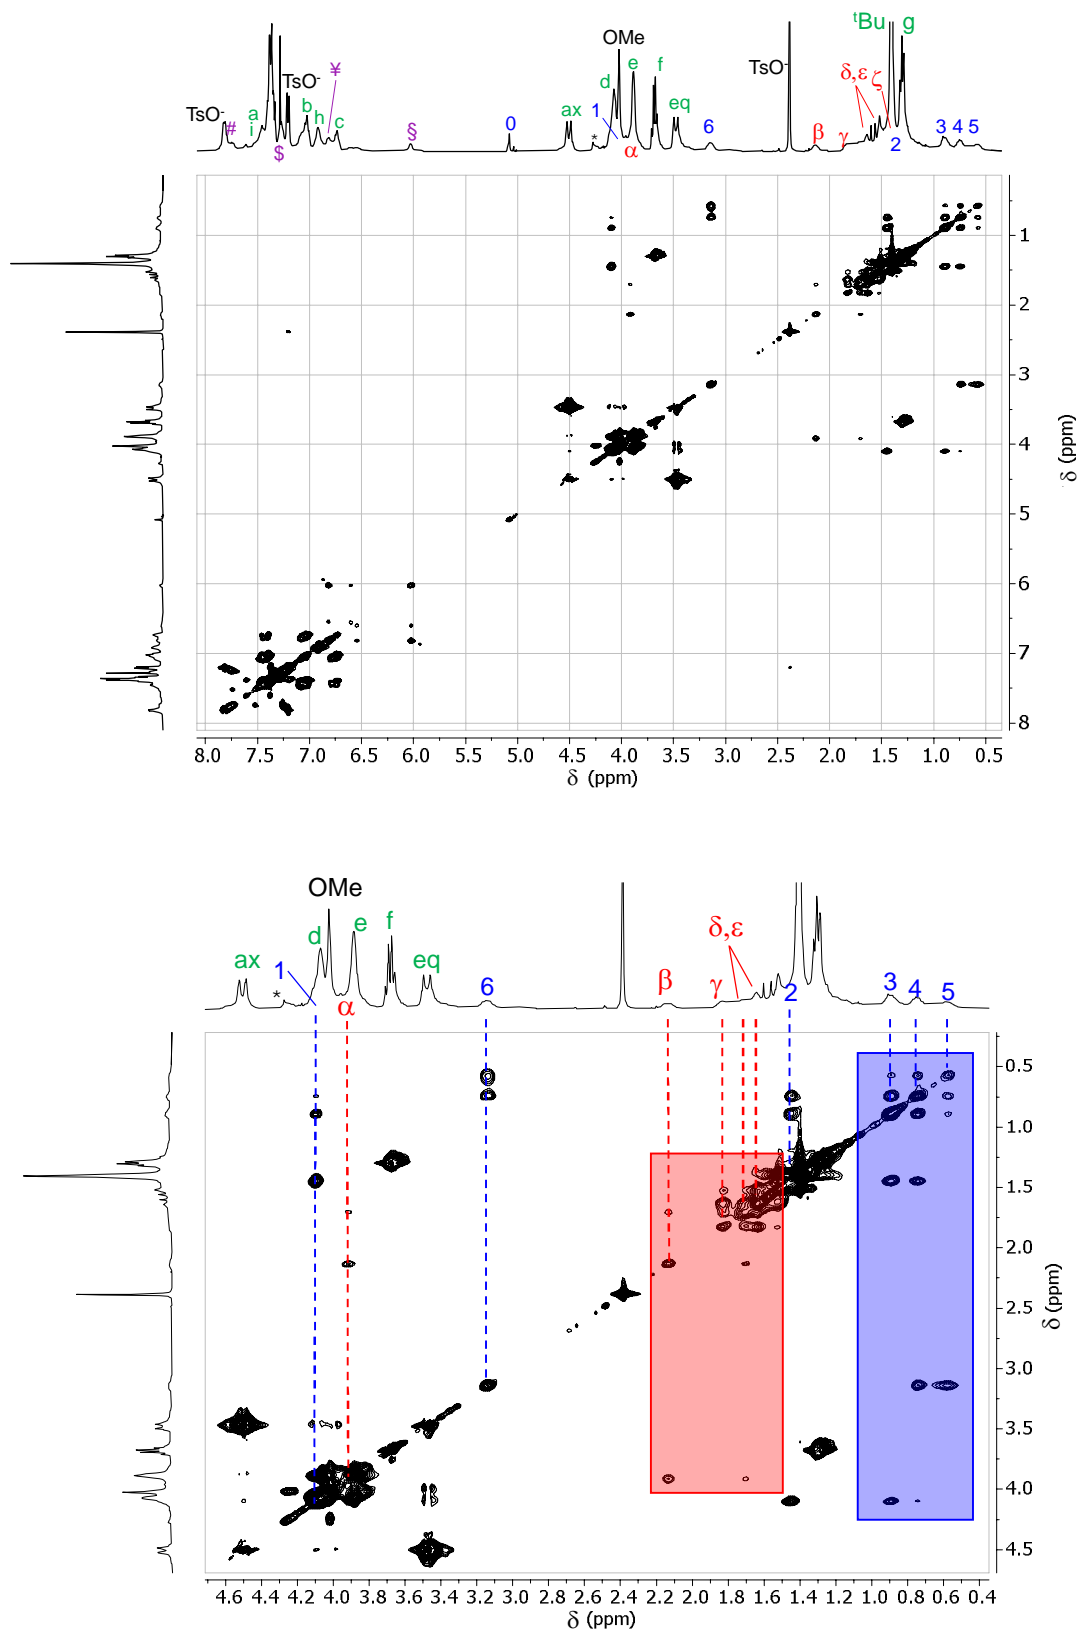 ᵗBu g
OMe
TsO⁻ δ,ε ζ
¥ d e f
TsO⁻ TsO⁻ a b ax 1 eq
# i h c § 0 * α 6 β γ 3 4 5
$ 2
1
2
3
4
5
6
7
8
δ (ppm)
8.0 7.5 7.0 6.5 6.0 5.5 5.0 4.5 4.0 3.5 3.0 2.5 2.0 1.5 1.0 0.5
δ (ppm)
OMe
d e f δ,ε
ax 1 eq
* α 6 β γ 2 3 4 5
0.5
1.0
1.5
2.0
2.5
3.0
3.5
4.0
4.5
δ (ppm)
4.6 4.4 4.2 4.0 3.8 3.6 3.4 3.2 3.0 2.8 2.6 2.4 2.2 2.0 1.8 1.6 1.4 1.2 1.0 0.8 0.6 0.4
δ (ppm)